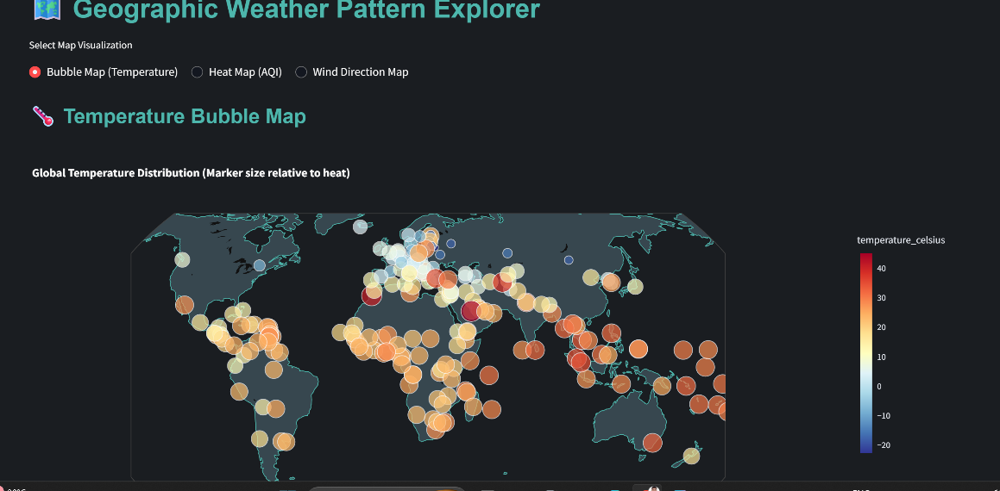 Geographic Weather Pattern Explorer
Select Map Visualization
Bubble Map (Temperature) Heat Map (AQI) Wind Direction Map
Temperature Bubble Map
Global Temperature Distribution (Marker size relative to heat)
temperature_celsius
40
30
20
10
0
−10
−20